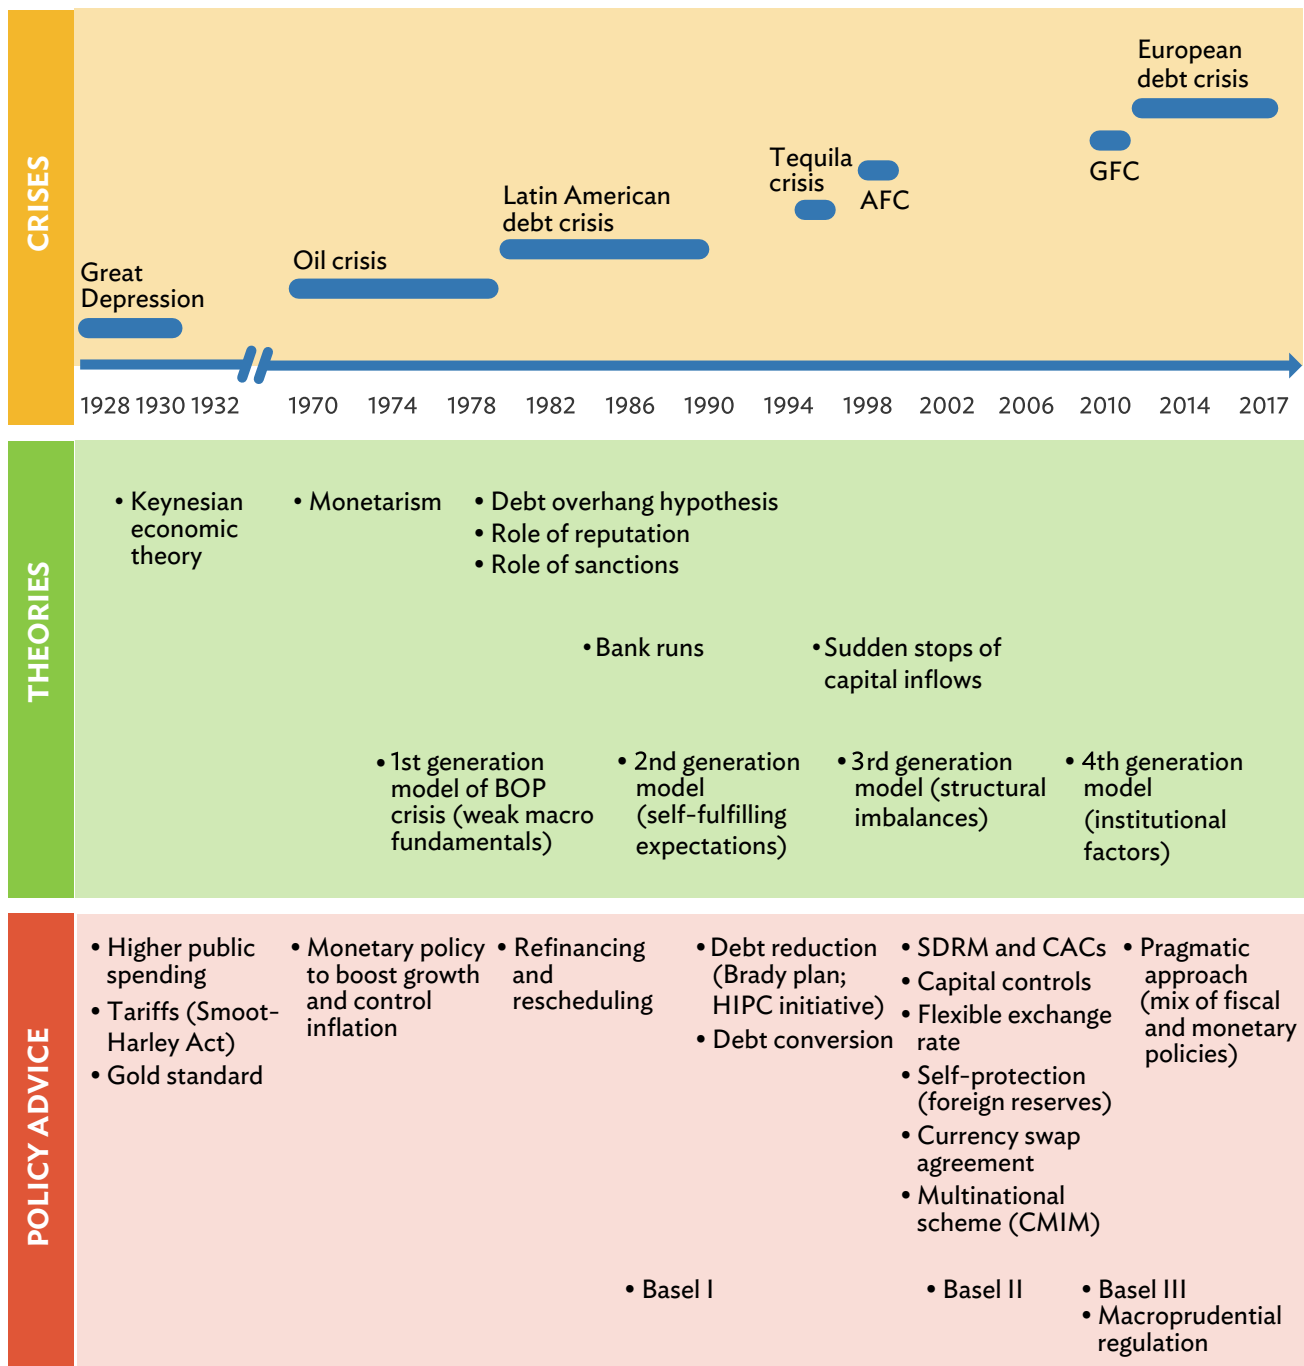 CRISES
European
debt crisis
GFC
Tequila
crisis
AFC
Latin American
debt crisis
Oil crisis
Great
Depression
1928 1930 1932 1970 1974 1978 1982 1986 1990 1994 1998 2002 2006 2010 2014 2017
THEORIES
• Keynesian
economic
theory
• Monetarism
• Debt overhang hypothesis
• Role of reputation
• Role of sanctions
• Bank runs
• Sudden stops of
capital inflows
• 1st generation
model of BOP
crisis (weak macro
fundamentals)
• 2nd generation
model
(self-fulfilling
expectations)
• 3rd generation
model (structural
imbalances)
• 4th generation
model
(institutional
factors)
POLICY ADVICE
• Higher public
spending
• Tariffs (Smoot-
Harley Act)
• Gold standard
• Monetary policy
to boost growth
and control
inflation
• Refinancing
and
rescheduling
• Debt reduction
(Brady plan;
HIPC initiative)
• Debt conversion
• SDRM and CACs
• Capital controls
• Flexible exchange
rate
• Self-protection
(foreign reserves)
• Currency swap
agreement
• Multinational
scheme (CMIM)
• Pragmatic
approach
(mix of fiscal
and monetary
policies)
• Basel I
• Basel II
• Basel III
• Macroprudential
regulation